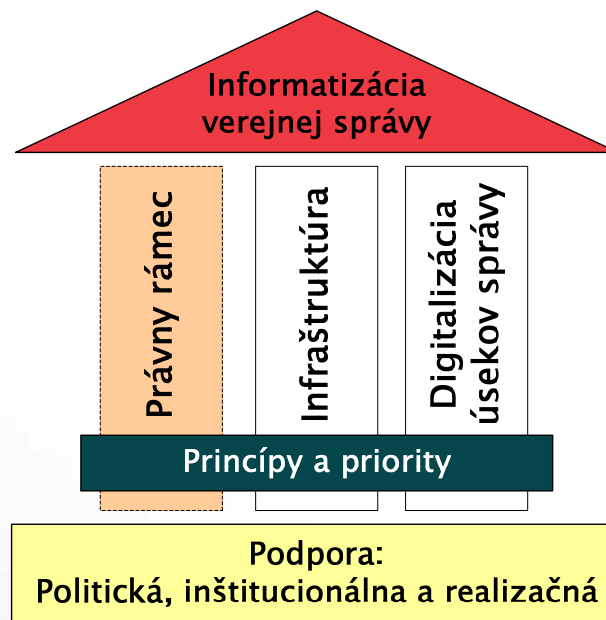 Informatizácia
verejnej správy
Právny rámec
Infraštruktúra
Digitalizácia
úsekov správy
Princípy a priority
Podpora:
Politická, inštitucionálna a realizačná